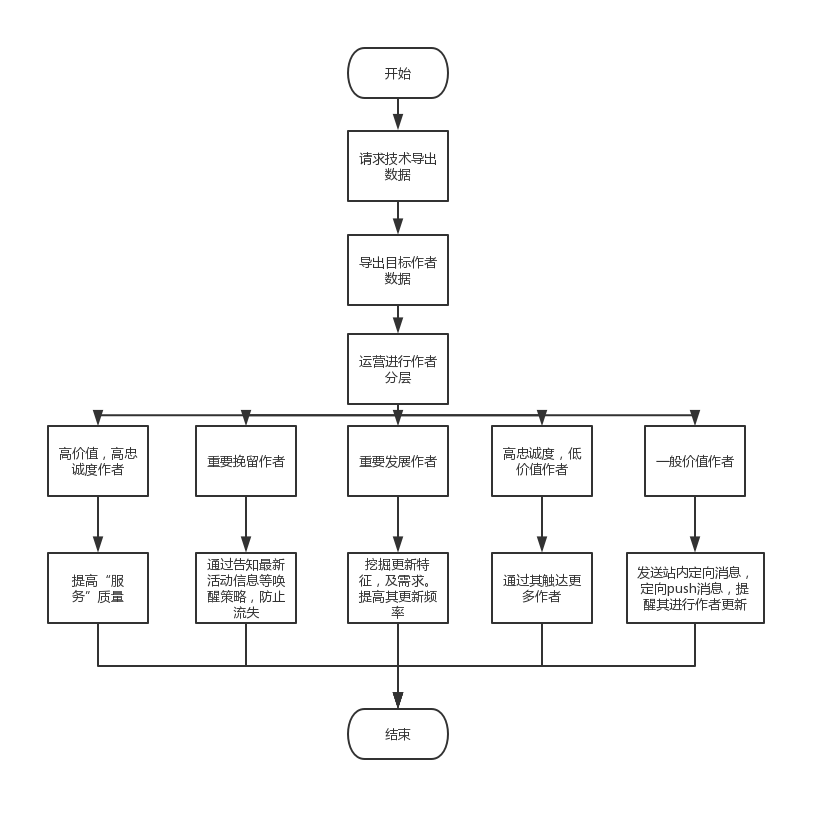 开始
请求技术导出
数据
导出目标作者
数据
运营进行作者
分层
高价值，高忠
诚度作者
重要挽留作者
重要发展作者
高忠诚度，低
价值作者
一般价值作者
提高“服
务”质量
通过告知最新
活动信息等唤
醒策略，防止
流失
挖掘更新特
征，及需求。
提高其更新频
率
通过其触达更
多作者
发送站内定向消息，
定向push消息，提
醒其进行作者更新
结束